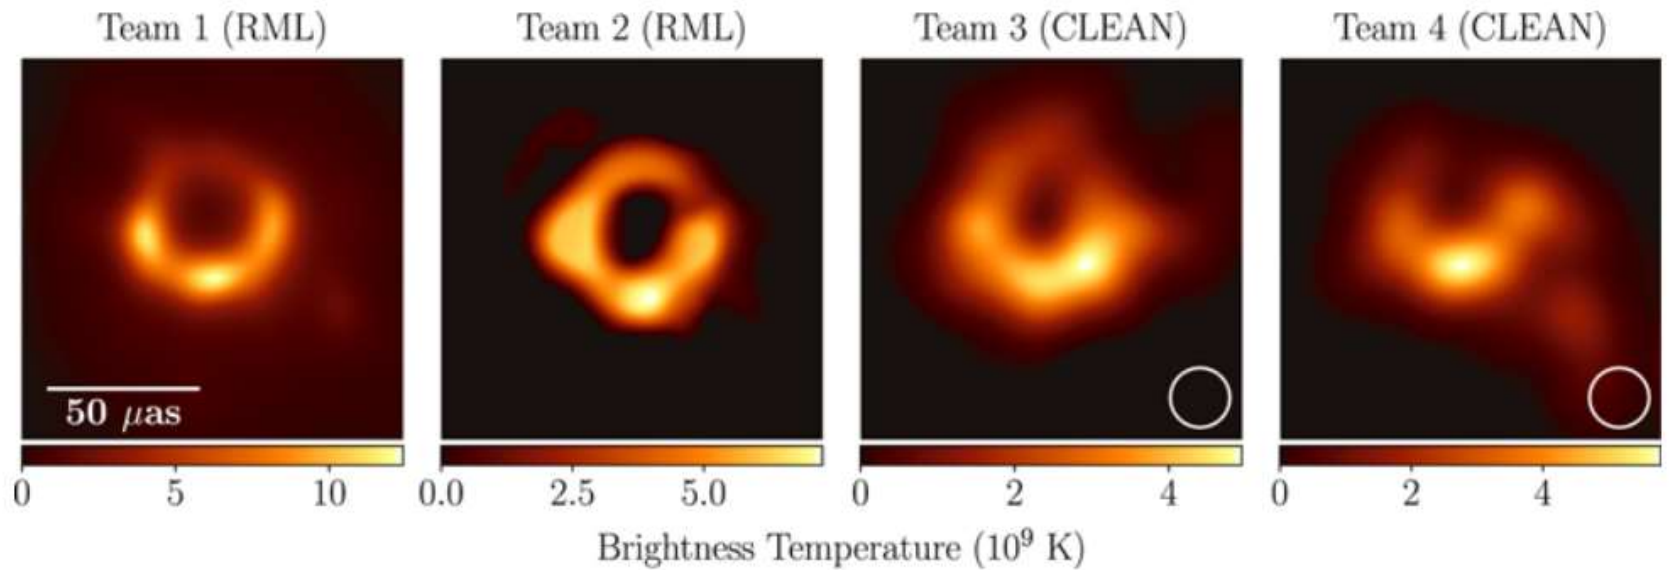 Team 1 (RML) Team 2 (RML) Team 3 (CLEAN) Team 4 (CLEAN)
50 μas
0 5 10 0.0 2.5 5.0 0 2 4 0 2 4
Brightness Temperature (10⁹ K)